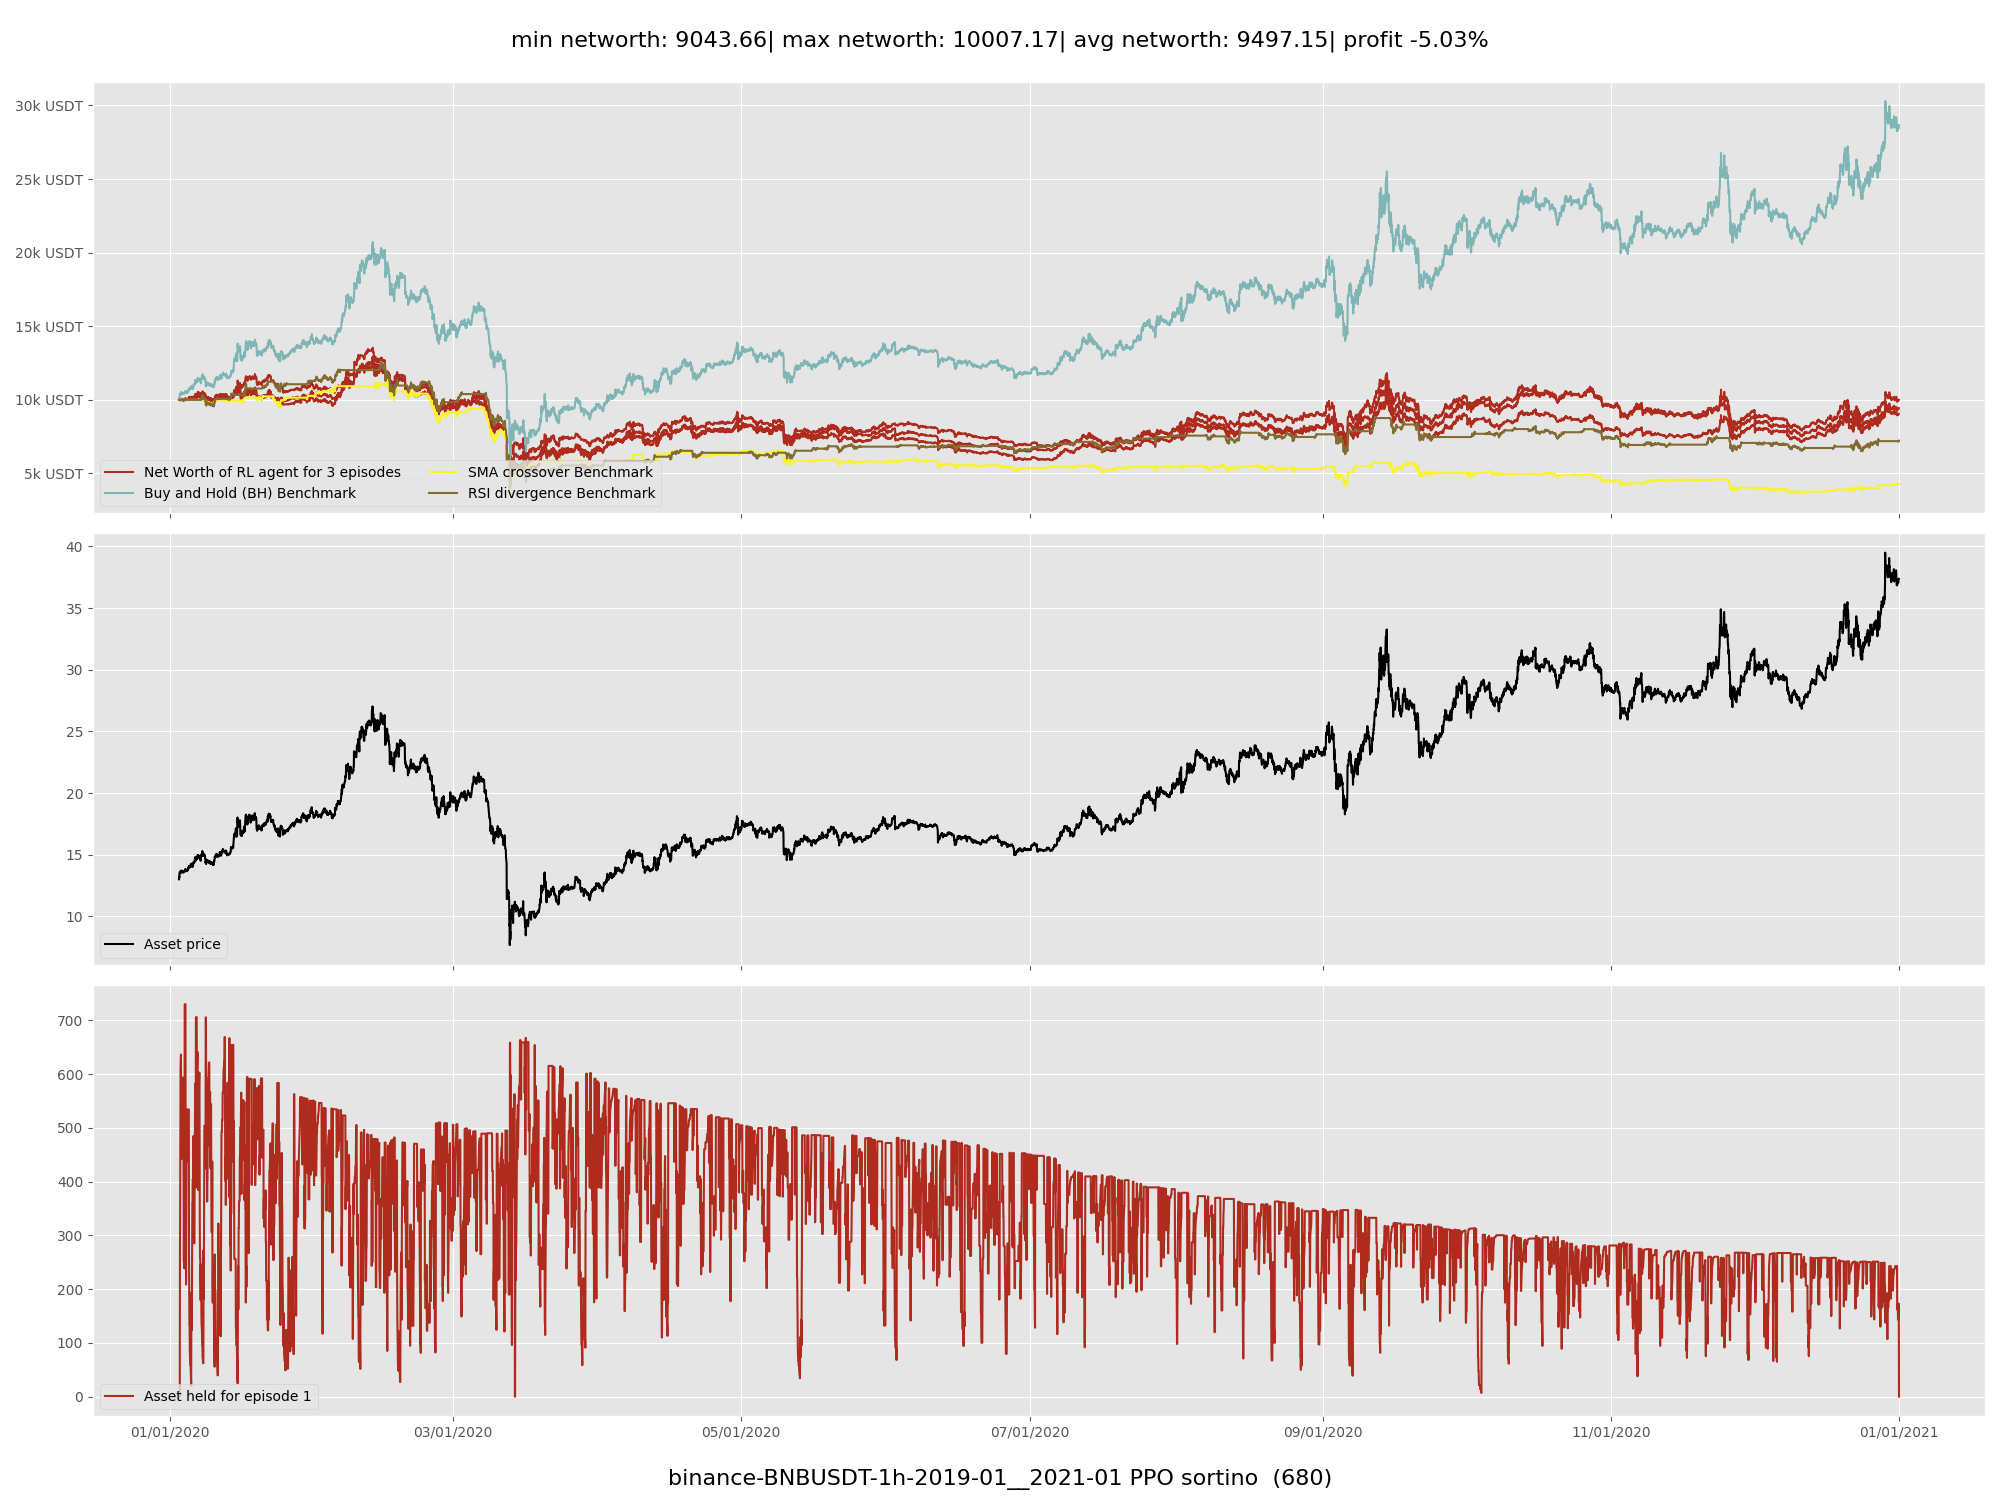 min networth: 9043.66| max networth: 10007.17| avg networth: 9497.15| profit -5.03%
30k USDT
25k USDT
20k USDT
15k USDT
10k USDT
5k USDT
Net Worth of RL agent for 3 episodes
Buy and Hold (BH) Benchmark
SMA crossover Benchmark
RSI divergence Benchmark
40
35
30
25
20
15
10
Asset price
700
600
500
400
300
200
100
0
Asset held for episode 1
01/01/2020 03/01/2020 05/01/2020 07/01/2020 09/01/2020 11/01/2020 01/01/2021
binance-BNBUSDT-1h-2019-01__2021-01 PPO sortino (680)